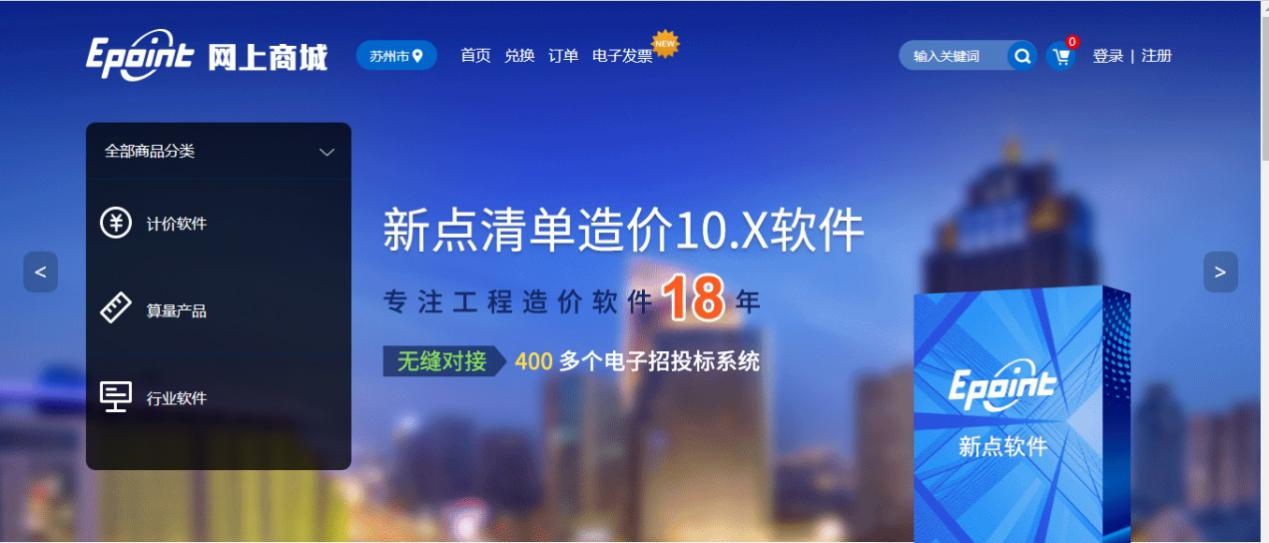 Epoint 网上商城 苏州市 首页 兑换 订单 电子发票 NEW 输入关键词 0 登录 | 注册
全部商品分类
计价软件
算量产品
行业软件
<
新点清单造价10.X软件
专注工程造价软件18年
无缝对接 400 多个电子招投标系统
>
Epoint
新点软件